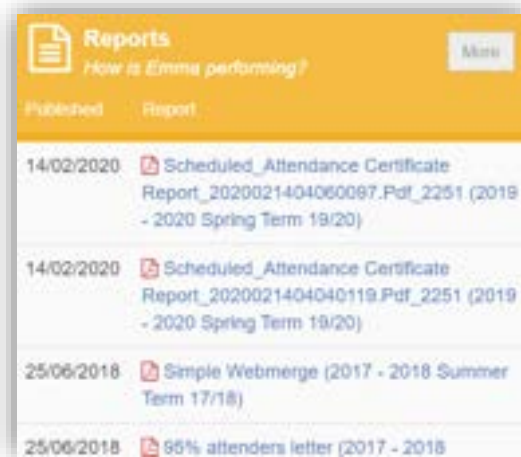 Reports
How is Emma performing?
More
Published Report
14/02/2020 Scheduled_Attendance Certificate
Report_2020021404060097.Pdf_2251 (2019
- 2020 Spring Term 19/20)
14/02/2020 Scheduled_Attendance Certificate
Report_2020021404040119.Pdf_2251 (2019
- 2020 Spring Term 19/20)
25/06/2018 Simple Webmerge (2017 - 2018 Summer
Term 17/18)
25/06/2018 95% attenders letter (2017 - 2018